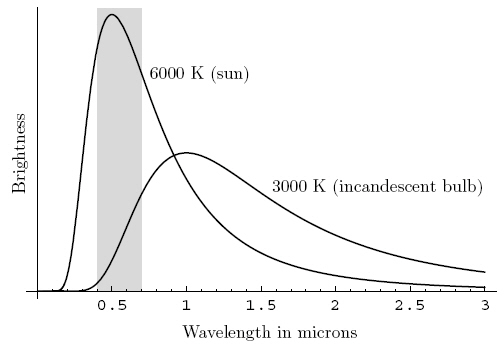 6000 K (sun)
Brightness
3000 K (incandescent bulb)
0.5 1 1.5 2 2.5 3
Wavelength in microns